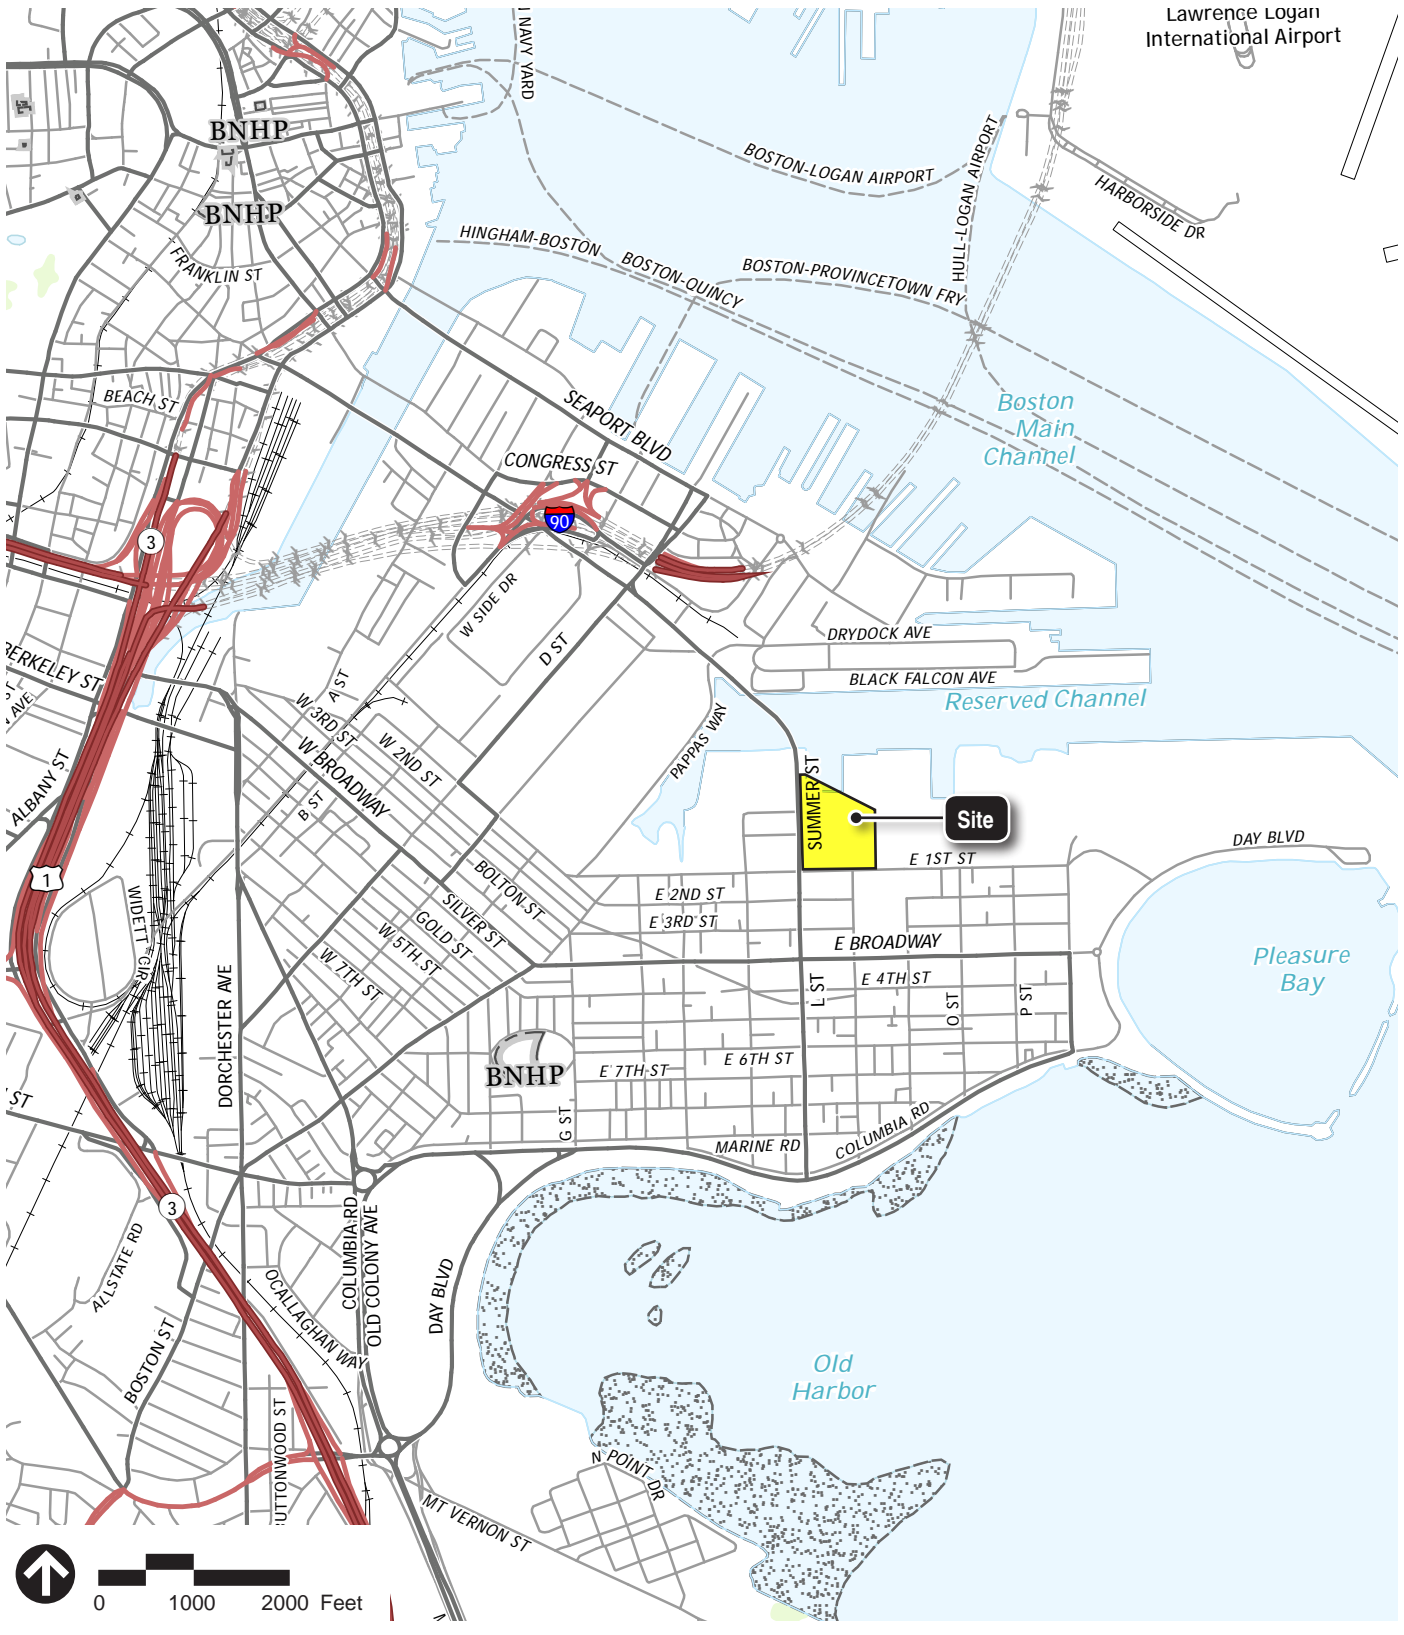 Lawrence Logan
International Airport
NAVY YARD
BNHP
BOSTON-LOGAN AIRPORT
HULL-LOGAN AIRPORT
HARBORSIDE DR
BNHP
HINGHAM-BOSTON
BOSTON-QUINCY
BOSTON-PROVINCETOWN FRY
FRANKLIN ST
BEACH ST
SEAPORT BLVD
Boston
Main
Channel
CONGRESS ST
90
3
W SIDE DR
D ST
DRYDOCK AVE
BLACK FALCON AVE
Reserved Channel
BERKELEY ST
AVE
A ST
W 3RD ST
W 2ND ST
W BROADWAY
B ST
PAPPAS WAY
ALBANY ST
SUMMER ST
Site
DAY BLVD
E 1ST ST
1
WIDETT CIR
BOLTON ST
SILVER ST
GOLD ST
W 5TH ST
W 7TH ST
E 2ND ST
E 3RD ST
E BROADWAY
E 4TH ST
Pleasure
Bay
L ST
O ST
P ST
DORCHESTER AVE
BNHP
E 6TH ST
E 7TH ST
G ST
ST
MARINE RD
COLUMBIA RD
3
ALLSTATE RD
COLUMBIA RD
OLD COLONY AVE
DAY BLVD
OCALLAGHAN WAY
BOSTON ST
Old
Harbor
UTTONWOOD ST
N POINT DR
MT VERNON ST
0 1000 2000 Feet